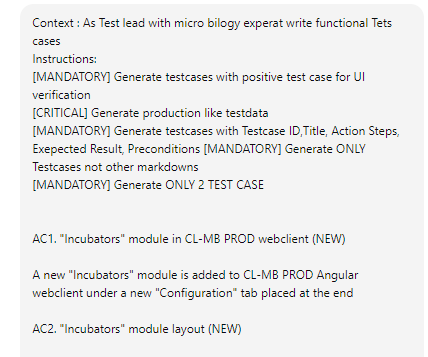 Context : As Test lead with micro bilogy experat write functional Tets
cases
Instructions:
[MANDATORY] Generate testcases with positive test case for UI
verification
[CRITICAL] Generate production like testdata
[MANDATORY] Generate testcases with Testcase ID,Title, Action Steps,
Exepected Result, Preconditions [MANDATORY] Generate ONLY
Testcases not other markdowns
[MANDATORY] Generate ONLY 2 TEST CASE
AC1. "Incubators" module in CL-MB PROD webclient (NEW)
A new "Incubators" module is added to CL-MB PROD Angular
webclient under a new "Configuration" tab placed at the end
AC2. "Incubators" module layout (NEW)